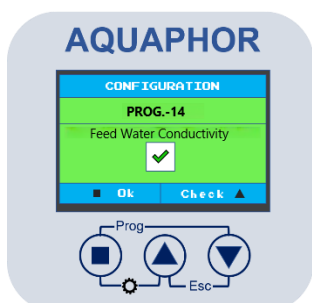 AQUAPHOR
CONFIGURATION
PROG.-14
Feed Water Conductivity
Ok Check
Prog
Esc